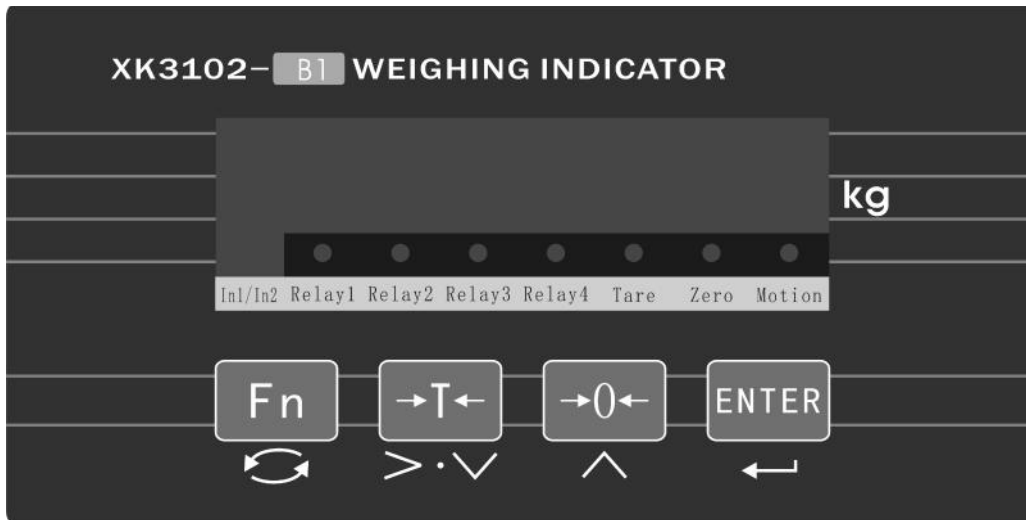 XK3102- B1 WEIGHING INDICATOR
kg
In1/In2 Relay1 Relay2 Relay3 Relay4 Tare Zero Motion
Fn →T← →0← ENTER